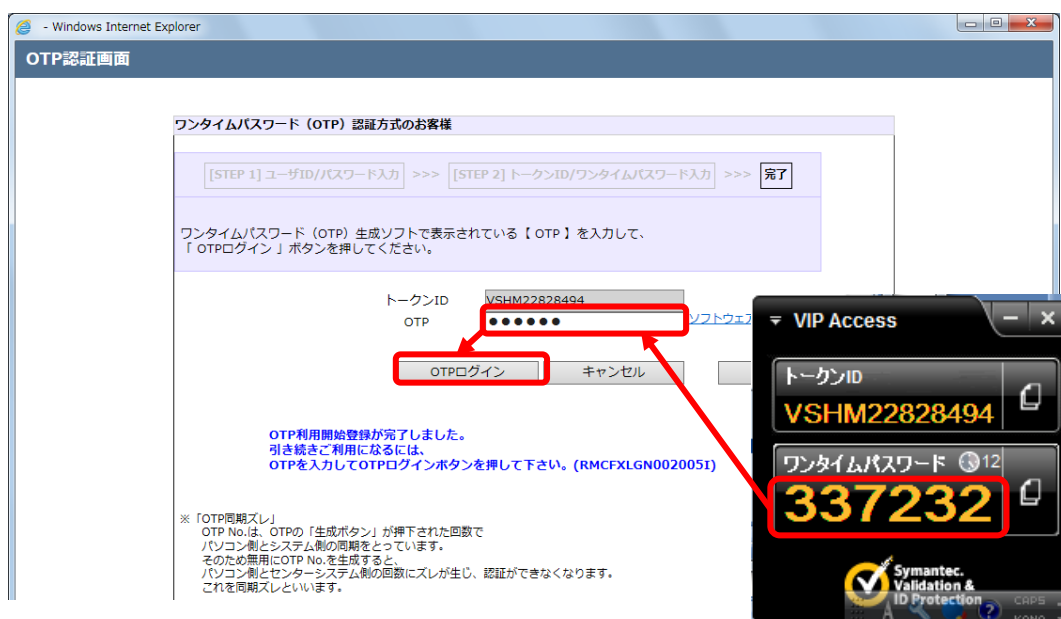 - Windows Internet Explorer
OTP認証画面
ワンタイムパスワード（OTP）認証方式のお客様
[STEP 1] ユーザID/パスワード入力 >>> [STEP 2] トークンID/ワンタイムパスワード入力 >>> 完了
ワンタイムパスワード（OTP）生成ソフトで表示されている【 OTP 】を入力して、
「 OTPログイン 」ボタンを押してください。
トークンID VSHM22828494
OTP ●●●●●● ソフトウェア
OTPログイン キャンセル
OTP利用開始登録が完了しました。
引き続きご利用になるには、
OTPを入力してOTPログインボタンを押して下さい。(RMCFXLGN002005I)
※「OTP同期ズレ」
OTP No.は、OTPの「生成ボタン」が押下された回数で
パソコン側とシステム側の同期をとっています。
そのため無用にOTP No.を生成すると、
パソコン側とセンターシステム側の回数にズレが生じ、認証ができなくなります。
これを同期ズレといいます。
VIP Access
トークンID
VSHM22828494
ワンタイムパスワード 12
337232
Symantec.
Validation &
ID Protection
CAPS
KANA